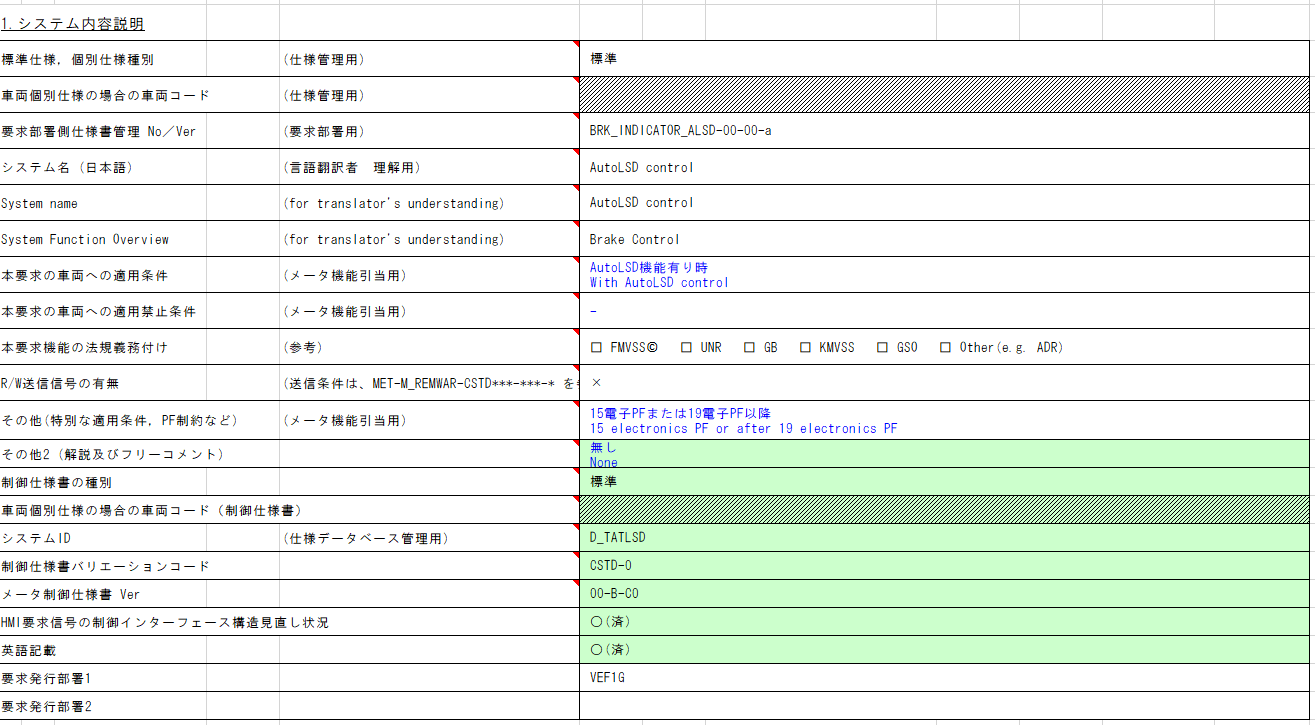 1. システム内容説明
標準仕様, 個別仕様種別 (仕様管理用) 標準
車両個別仕様の場合の車両コード (仕様管理用)
要求部署側仕様書管理 No／Ver (要求部署用) BRK_INDICATOR_ALSD-00-00-a
システム名 (日本語) (言語翻訳者　理解用) AutoLSD control
System name (for translator's understanding) AutoLSD control
System Function Overview (for translator's understanding) Brake Control
本要求の車両への適用条件 (メータ機能引当用) AutoLSD機能有り時
With AutoLSD control
本要求の車両への適用禁止条件 (メータ機能引当用) -
本要求機能の法規義務付け (参考) □ FMVSS© □ UNR □ GB □ KMVSS □ GSO □ Other(e.g. ADR)
R/W送信信号の有無 (送信条件は、MET-M_REMWAR-CSTD***-***-* を ×
その他(特別な適用条件, PF制約など) (メータ機能引当用) 15電子PFまたは19電子PF以降
15 electronics PF or after 19 electronics PF
その他2 (解説及びフリーコメント) 無し
None
制御仕様書の種別 標準
車両個別仕様の場合の車両コード (制御仕様書)
システムID (仕様データベース管理用) D_TATLSD
制御仕様書バリエーションコード CSTD-0
メータ制御仕様書 Ver 00-B-C0
HMI要求信号の制御インターフェース構造見直し状況 〇(済)
英語記載 〇(済)
要求発行部署1 VEF1G
要求発行部署2